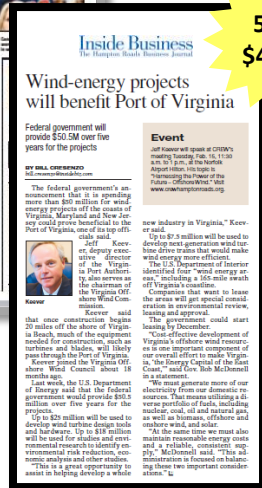 5
$4
Inside Business
The Hampton Roads Business Journal
Wind-energy projects
will benefit Port of Virginia
Federal government will
provide $50.5M over five
years for the projects
BY BILL CRESENZO
The federal government's an-
nouncement that it is spending
more than $50 million for wind-
energy projects off the coasts of
Virginia, Maryland and New Jer-
sey could prove beneficial to the
Port of Virginia, one of its top offi-
cials said.
Jeff Keev-
er, deputy exec-
utive director
of the Virgin-
ia Port Authori-
ty, also serves as
the chairman of
the Virginia Off-
shore Wind Com-
mission.
Keever
Keever said
that once construction begins
20 miles off the shore of Virgin-
ia Beach, much of the equipment
needed for construction, such as
turbines and blades, will likely
pass through the Port of Virginia.
Keever joined the Virginia Off-
shore Wind Council about 18
months ago.
Last week, the U.S. Department
of Energy said that the federal
government would provide $50.5
million over five years for the
projects.
Up to $25 million will be used to
develop wind turbine design tools
and hardware. Up to $18 million
will be used for studies and envi-
ronmental research to identify en-
vironmental risk reduction, eco-
nomic analysis and other studies.
"This is a great opportunity to
assist in helping develop a whole
Event
Jeff Keever will speak at CREW's
meeting Tuesday, Feb. 15, 11:30
a.m. to 1 p.m., at the Norfolk
Airport Hilton. His topic is
"Harnessing the Power of the
Future – Offshore Wind." Visit
www.crewhamptonroads.org.
new industry in Virginia," Keev-
er said.
Up to $7.5 million will be used to
develop next-generation wind tur-
bine drive trains that would make
wind energy more efficient.
The U.S. Department of Interior
identified four "wind energy ar-
eas," including a 165-mile swath
off Virginia's coastline.
Companies that want to lease
the areas will get special consid-
eration in environmental review,
leasing and approval.
The government could start
leasing by December.
"Cost-effective development of
Virginia's offshore wind resourc-
es is one important component of
our overall effort to make Virgin-
ia, 'the Energy Capital of the East
Coast,'" said Gov. Bob McDonnell
in a statement.
"We must generate more of our
electricity from our domestic re-
sources. That means utilizing a di-
verse portfolio of fuels, including
nuclear, coal, oil and natural gas,
as well as biomass, offshore and
onshore wind, and solar.
"At the same time we must also
maintain reasonable energy costs
and a reliable, consistent sup-
ply," McDonnell said. "This ad-
ministration is focused on balanc-
ing these two important consider-
ations."